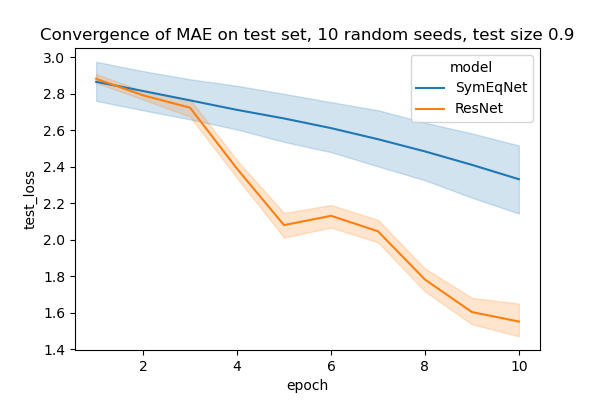 Convergence of MAE on test set, 10 random seeds, test size 0.9
3.0
2.8
2.6
2.4
2.2
2.0
1.8
1.6
1.4
test_loss
model
SymEqNet
ResNet
2 4 6 8 10
epoch